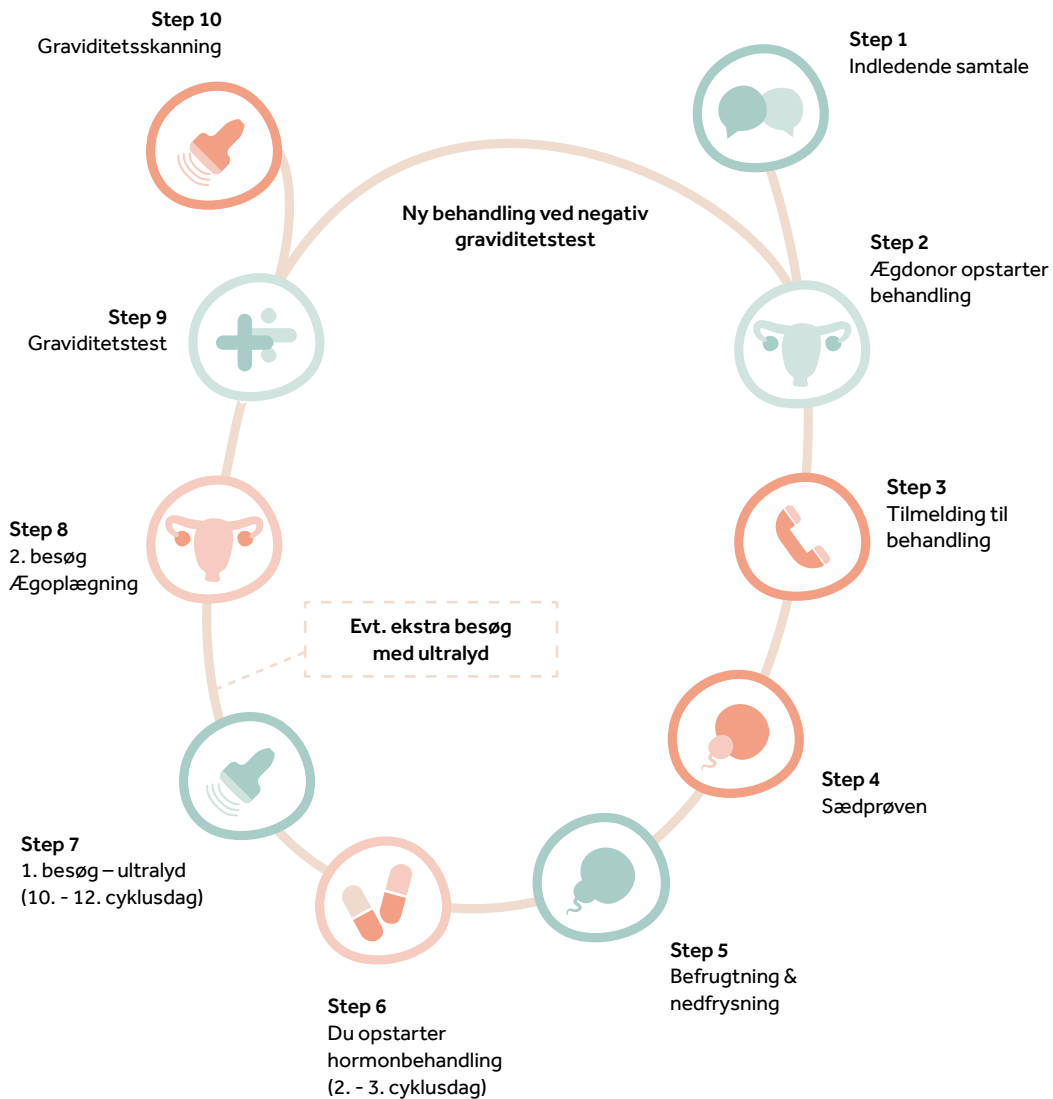 Step 1
Indledende samtale
Step 2
Ægdonor opstarter
behandling
Step 3
Tilmelding til
behandling
Step 4
Sædprøven
Step 5
Befrugtning &
nedfrysning
Step 6
Du opstarter
hormonbehandling
(2. - 3. cyklusdag)
Step 7
1. besøg – ultralyd
(10. - 12. cyklusdag)
Evt. ekstra besøg
med ultralyd
Step 8
2. besøg
Ægoplægning
Step 9
Graviditetstest
Ny behandling ved negativ
graviditetstest
Step 10
Graviditetsskanning